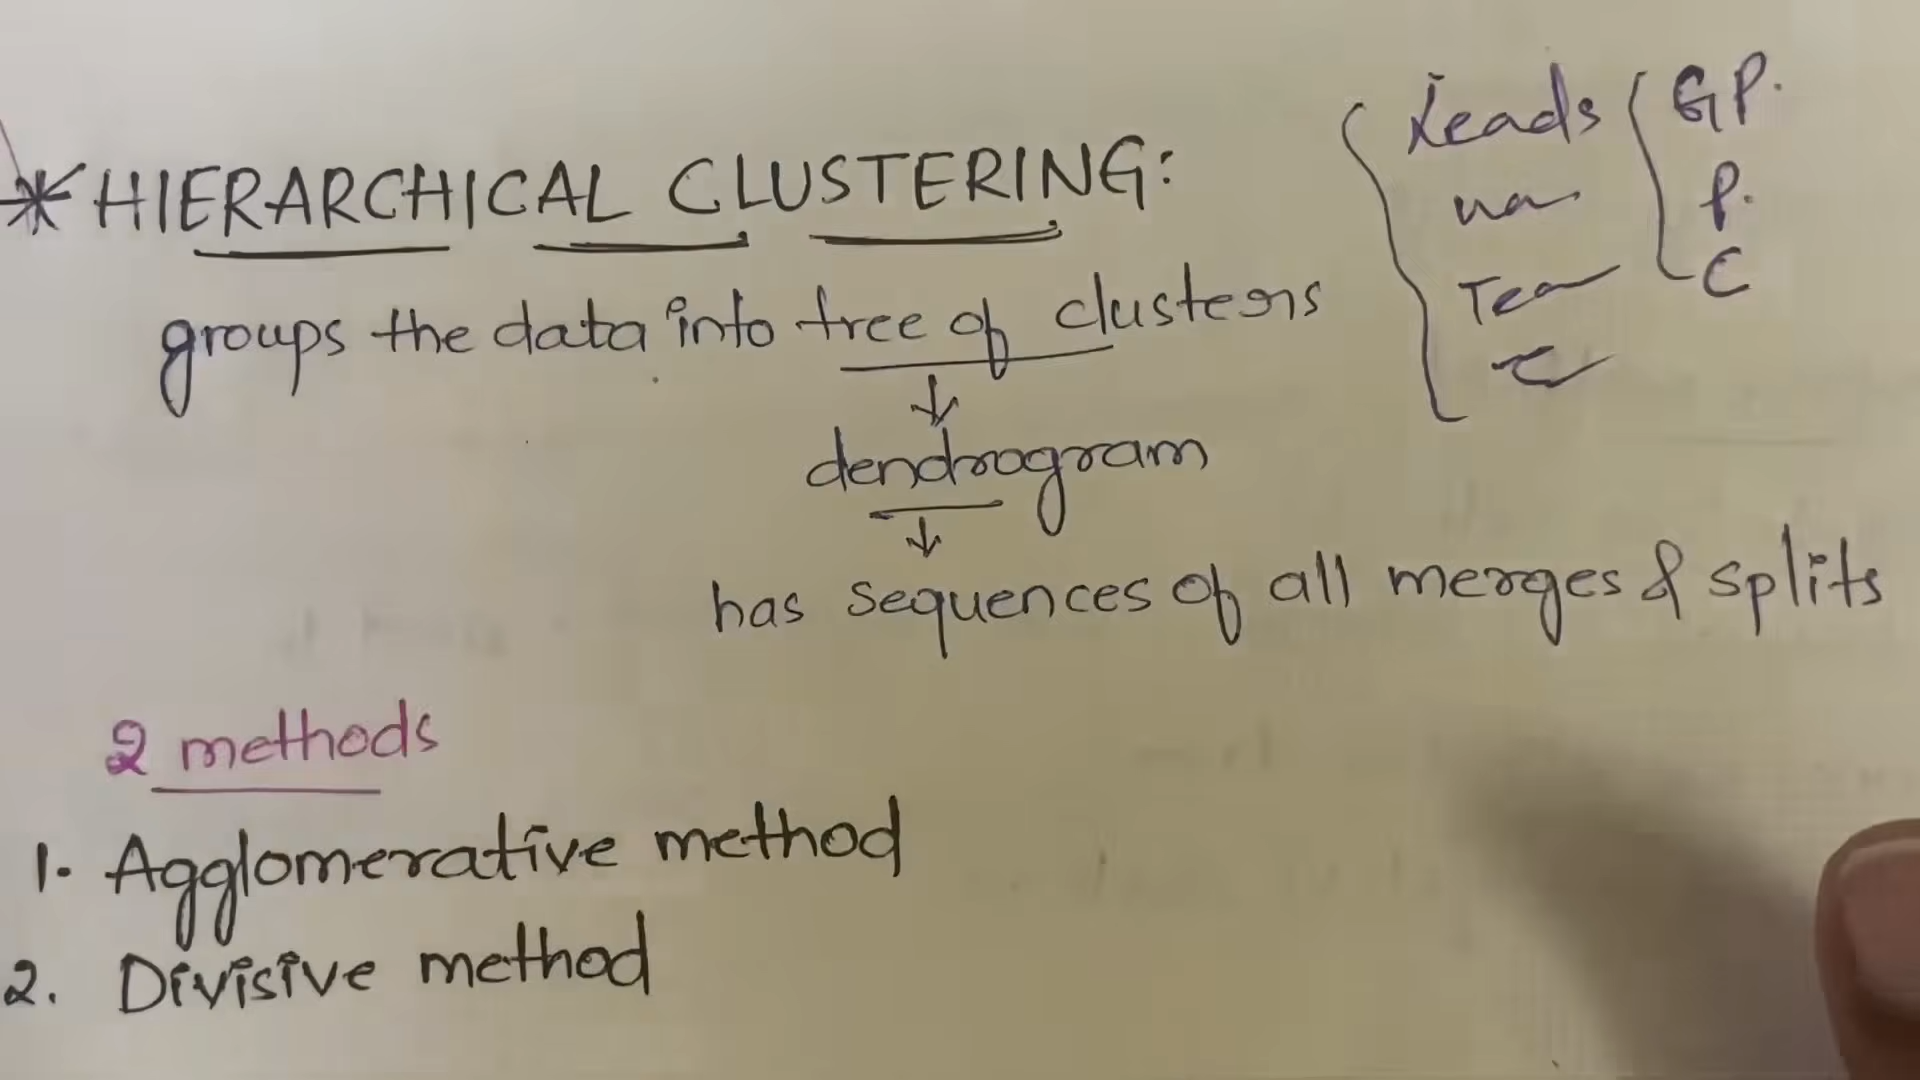 * HIERARCHICAL CLUSTERING:
groups the data into tree of clusters
↓
dendrogram
↓
has sequences of all merges & splits
Leads
GP.
P.
C
2 methods
1. Agglomerative method
2. Divisive method